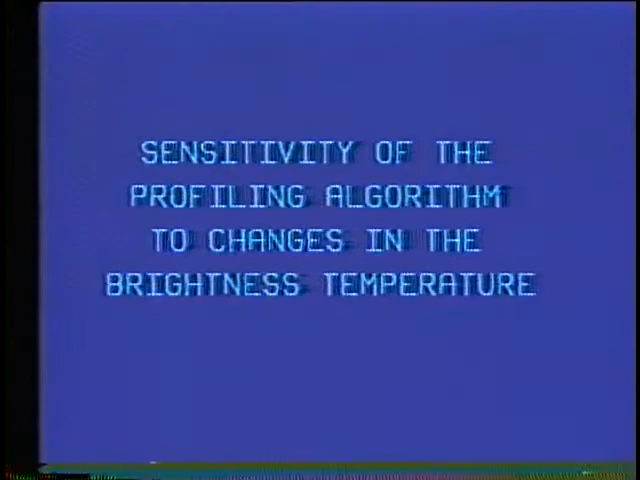 SENSITIVITY OF THE
PROFILING ALGORITHM
TO CHANGES IN THE
BRIGHTNESS TEMPERATURE